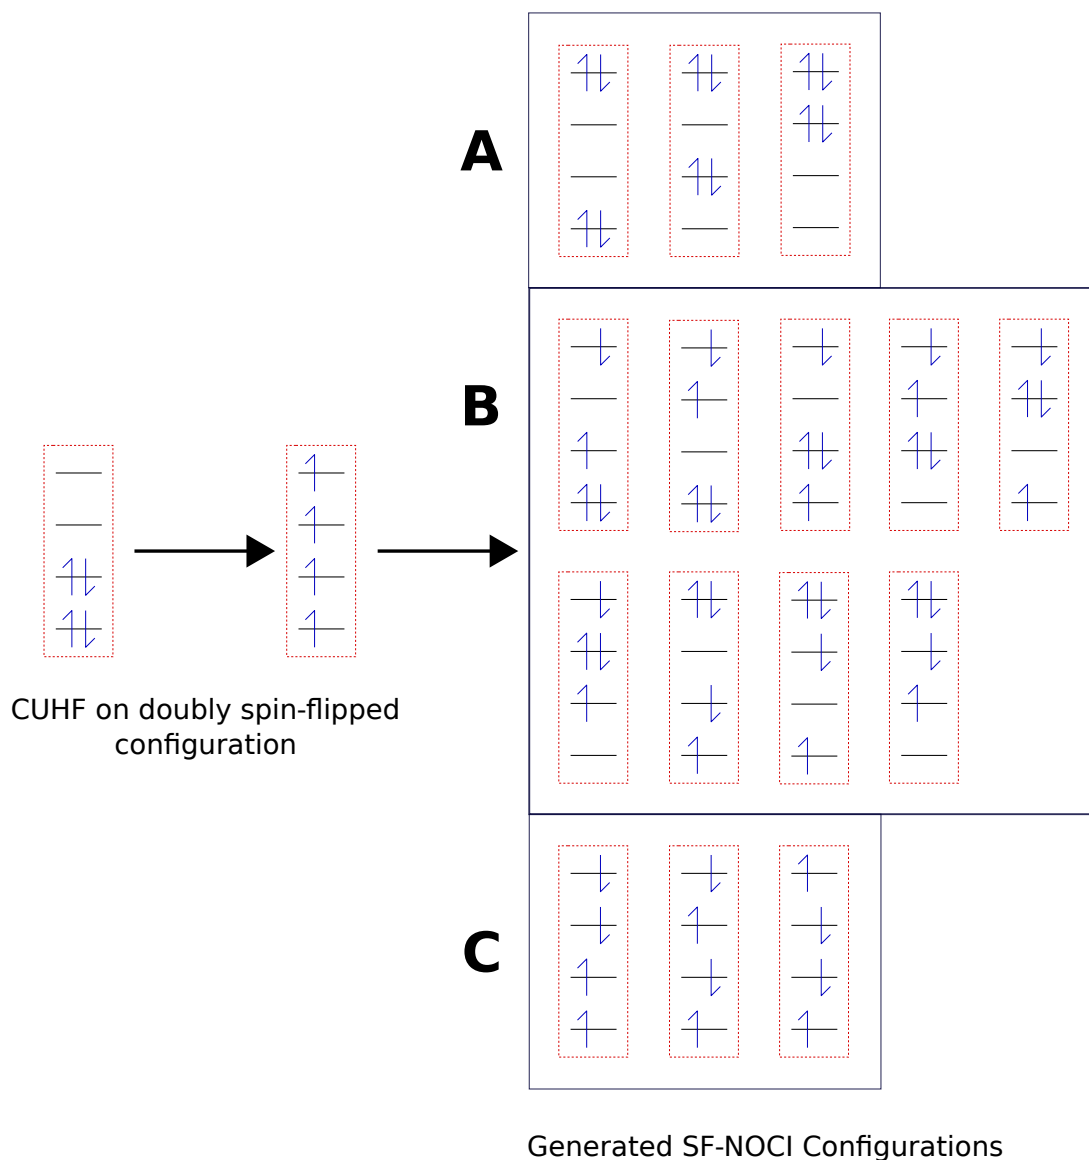 A
B
CUHF on doubly spin-flipped
configuration
C
Generated SF-NOCI Configurations